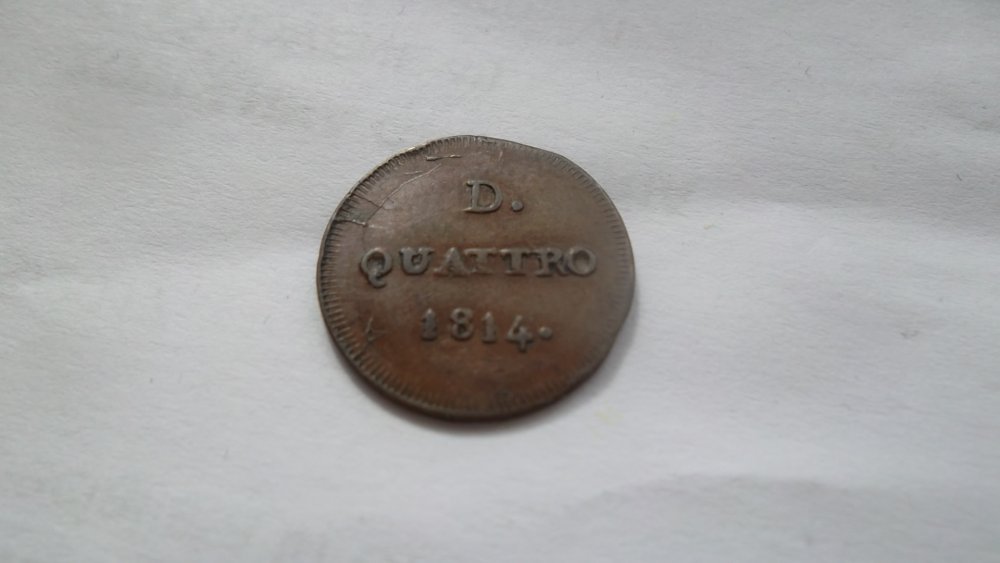 D.
QUATTRO
1814.